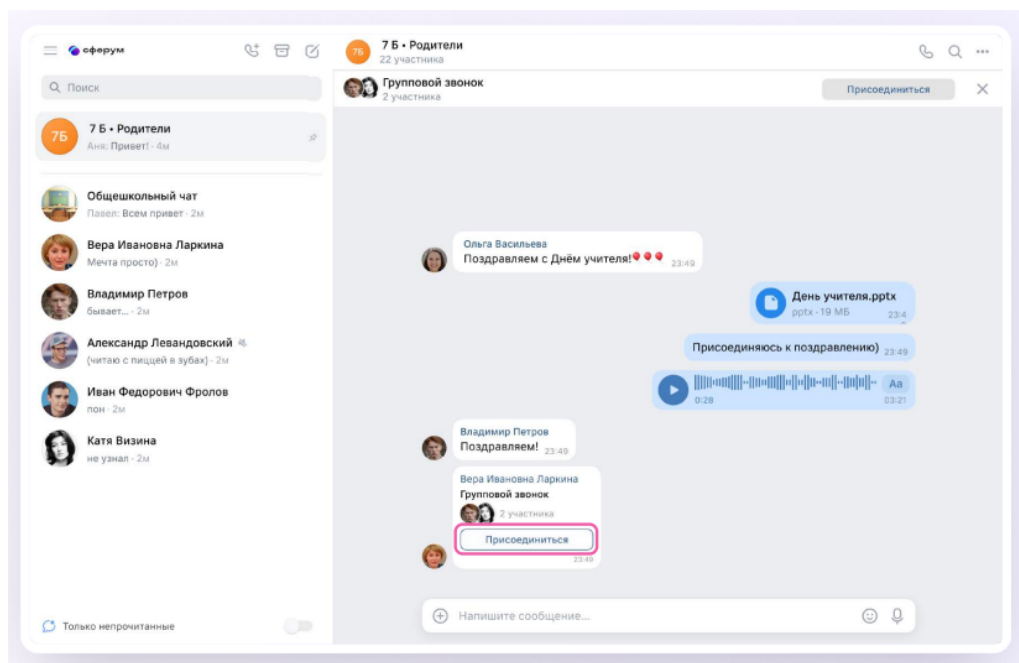 сферум
Поиск
7Б
7 Б • Родители
Аня: Привет! · 4м
Общешкольный чат
Павел: Всем привет · 2м
Вера Ивановна Ларкина
Мечта просто) · 2м
Владимир Петров
бывает... · 2м
Александр Левандовский
(читаю с пиццей в зубах) · 2м
Иван Федорович Фролов
пон · 2м
Катя Визина
не узнал · 2м
Только непрочитанные
7Б
7 Б • Родители
22 участника
Групповой звонок
2 участника
Присоединиться
Ольга Васильева
Поздравляем с Днём учителя! 23:49
День учителя.pptx
pptx · 19 МБ 23:4
Присоединяюсь к поздравлению) 23:49
Aa
0:28 03:21
Владимир Петров
Поздравляем! 23:49
Вера Ивановна Ларкина
Групповой звонок
2 участника
Присоединиться
23:49
Напишите сообщение...